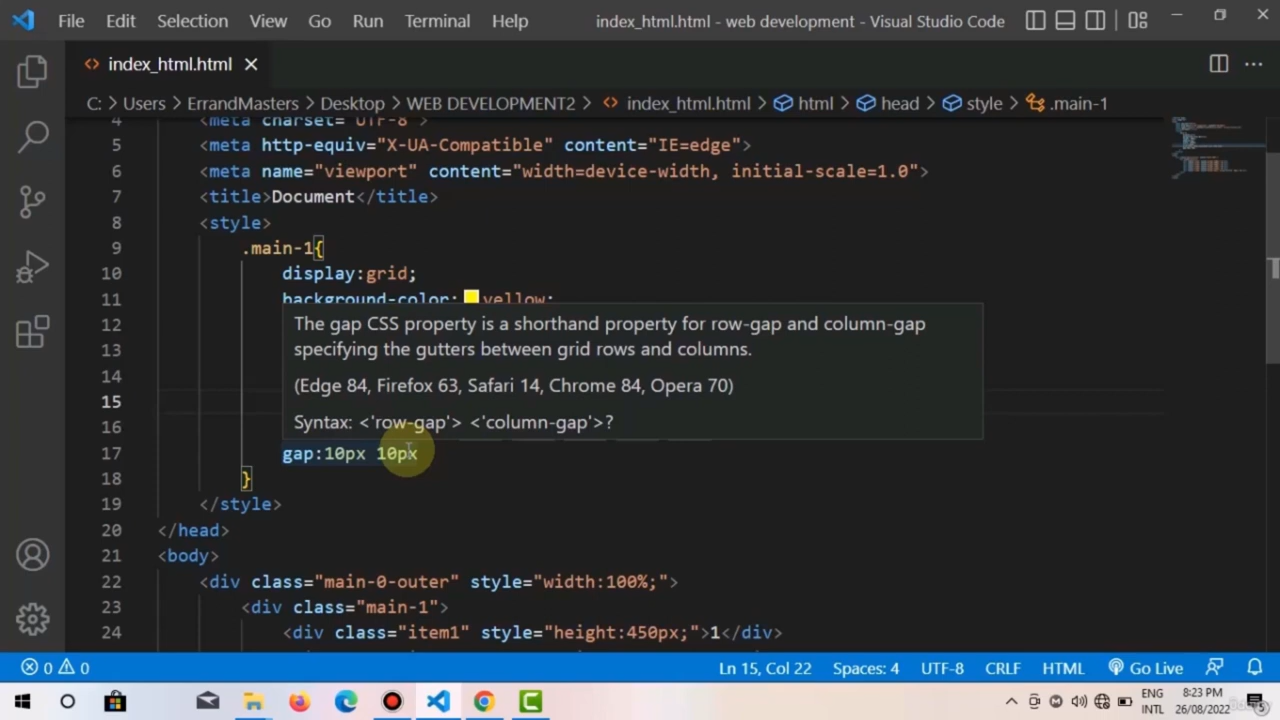 File Edit Selection View Go Run Terminal Help index_html.html - web development - Visual Studio Code
index_html.html
C: > Users > ErrandMasters > Desktop > WEB DEVELOPMENT2 > index_html.html > html > head > style > .main-1
4 <meta charset="UTF-8">
5 <meta http-equiv="X-UA-Compatible" content="IE=edge">
6 <meta name="viewport" content="width=device-width, initial-scale=1.0">
7 <title>Document</title>
8 <style>
9 .main-1{
10 display:grid;
11 background-color: yellow;
12
The gap CSS property is a shorthand property for row-gap and column-gap
13 specifying the gutters between grid rows and columns.
14 (Edge 84, Firefox 63, Safari 14, Chrome 84, Opera 70)
15
16 Syntax: <'row-gap'> <'column-gap'>?
17 gap:10px 10px
18 }
19 </style>
20 </head>
21 <body>
22 <div class="main-0-outer" style="width:100%;">
23 <div class="main-1">
24 <div class="item1" style="height:450px;">1</div>
0 0 Ln 15, Col 22 Spaces: 4 UTF-8 CRLF HTML Go Live
ENG 8:23 PM
INTL 26/08/2022